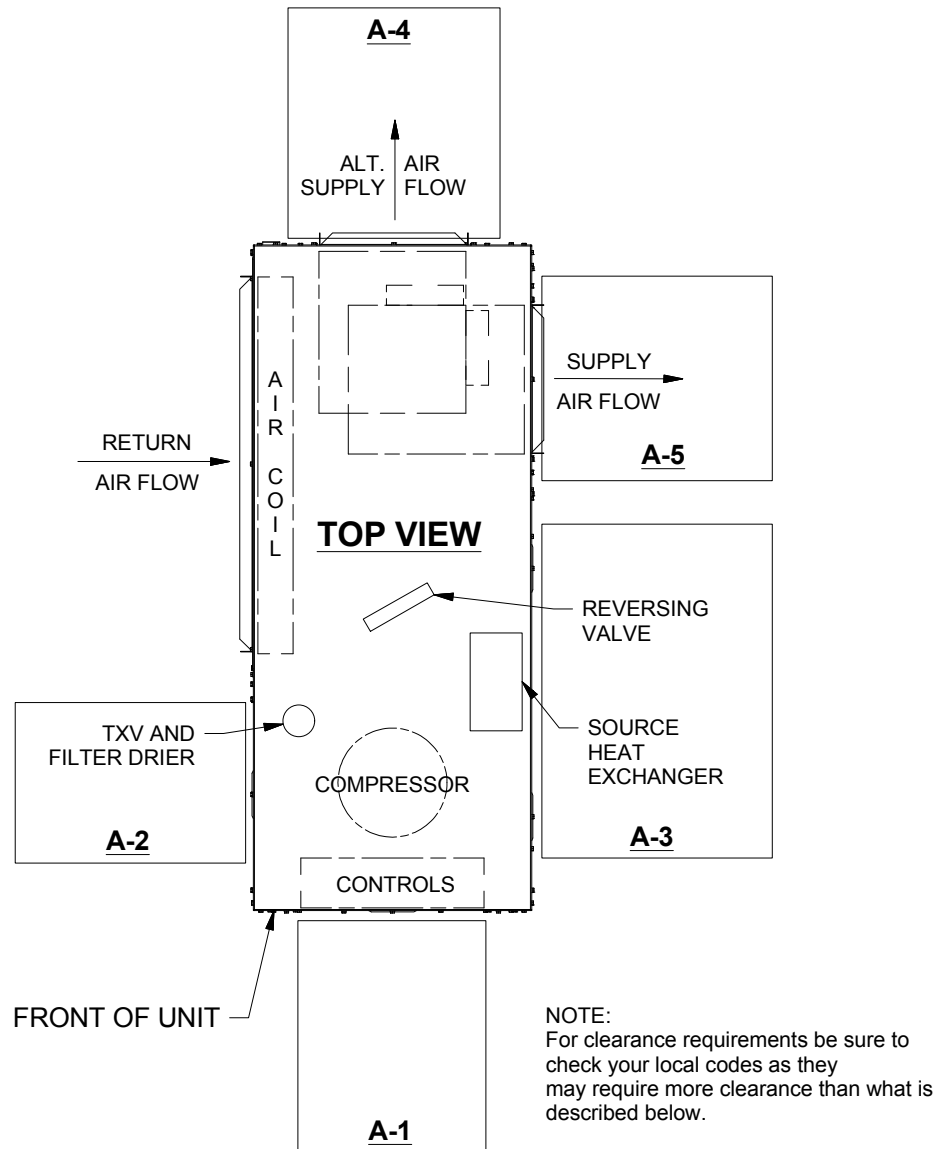 A-4
ALT. AIR
SUPPLY FLOW
SUPPLY
AIR FLOW
A-5
RETURN
AIR FLOW
A
I
R
C
O
I
L
TOP VIEW
REVERSING
VALVE
TXV AND
FILTER DRIER
SOURCE
HEAT
EXCHANGER
COMPRESSOR
A-2
A-3
CONTROLS
FRONT OF UNIT
NOTE:
For clearance requirements be sure to
check your local codes as they
may require more clearance than what is
described below.
A-1